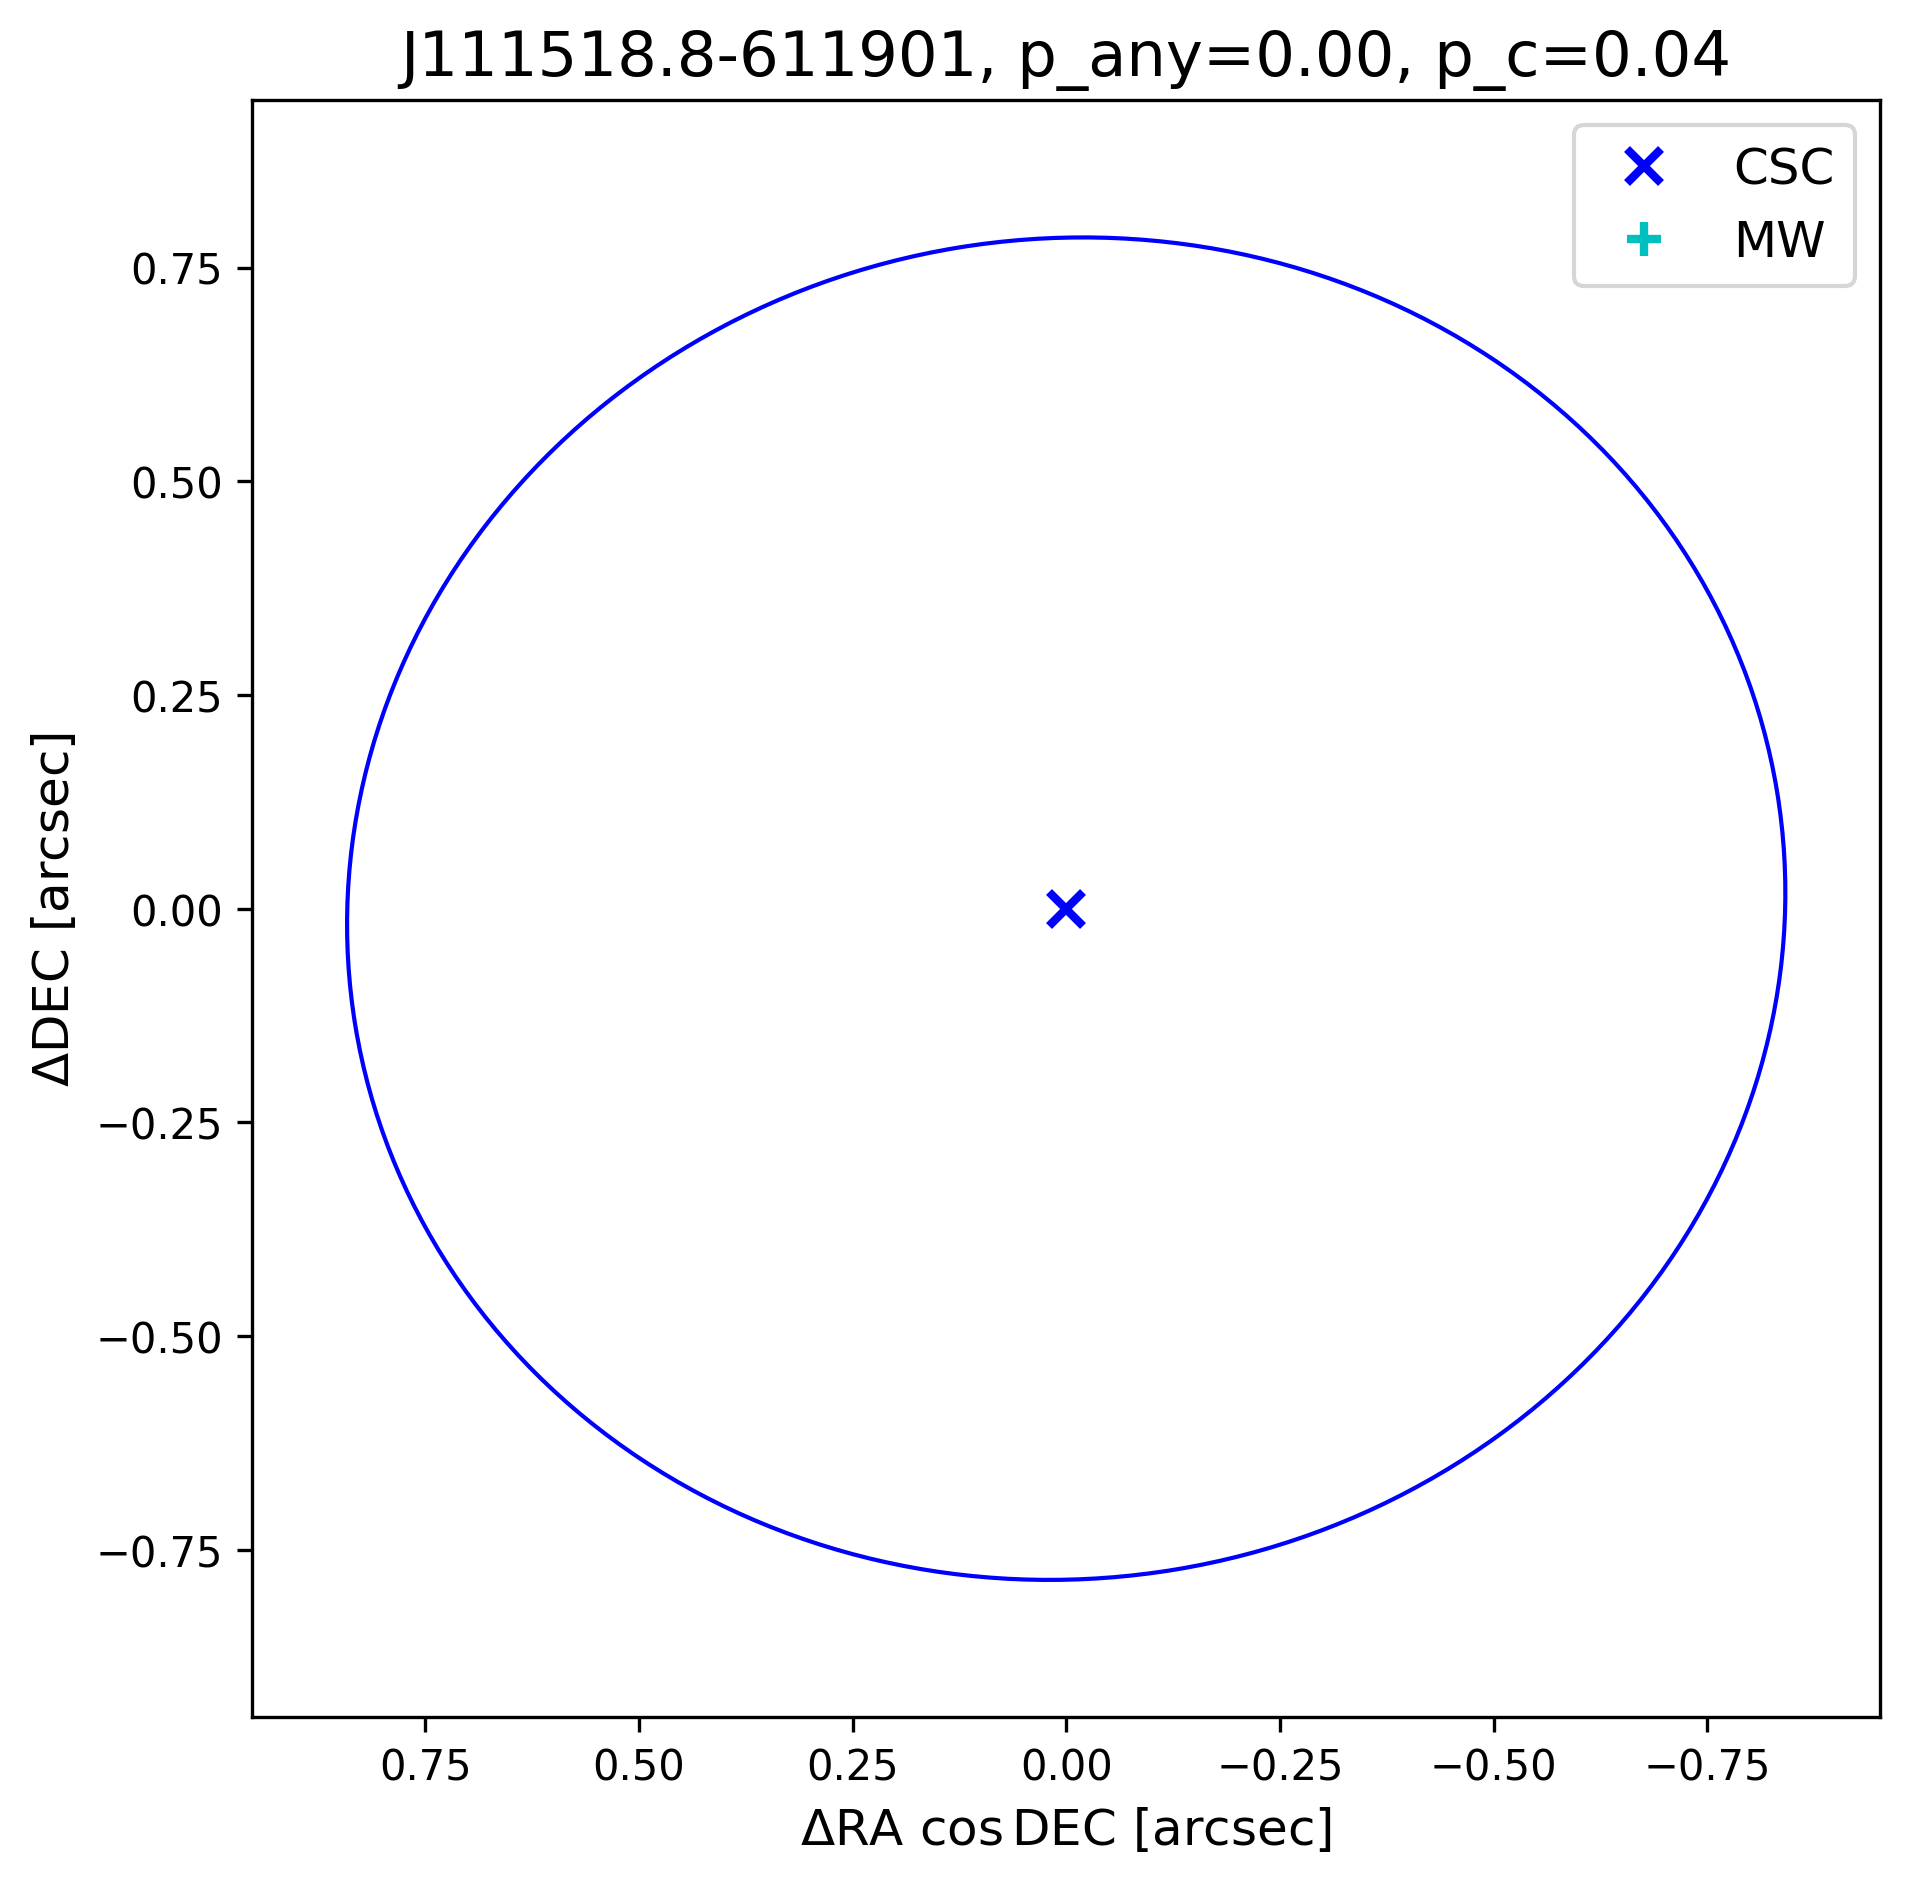 J111518.8-611901, p_any=0.00, p_c=0.04
CSC
MW
0.75
0.50
0.25
0.00
−0.25
−0.50
−0.75
ΔDEC [arcsec]
0.75 0.50 0.25 0.00 −0.25 −0.50 −0.75
ΔRA cos DEC [arcsec]